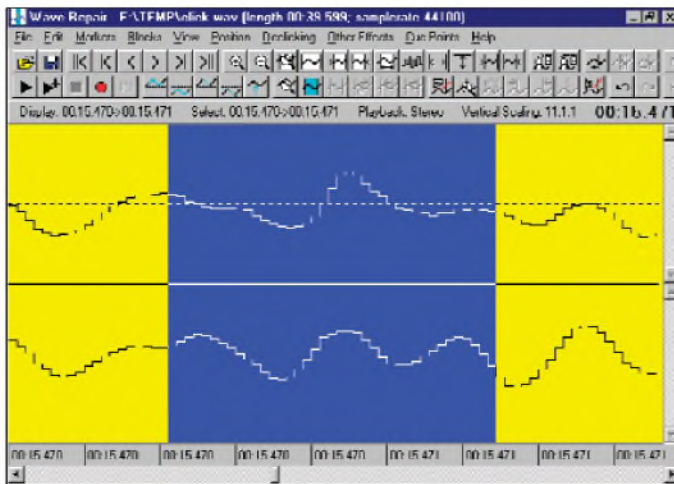 Wave Repair - F:\TEMP\click.wav (length 00:39.599; samplerate 44100)
File Edit Markers Blocks View Position Declicking Other Effects Cue Points Help
Display: 00:15.470->00:15.471 Select: 00:15.470->00:15.471 Playback: Stereo Vertical Scaling: 11.1:1 00:15.471
00:15.470 00:15.470 00:15.470 00:15.470 00:15.470 00:15.471 00:15.471 00:15.471 00:15.471